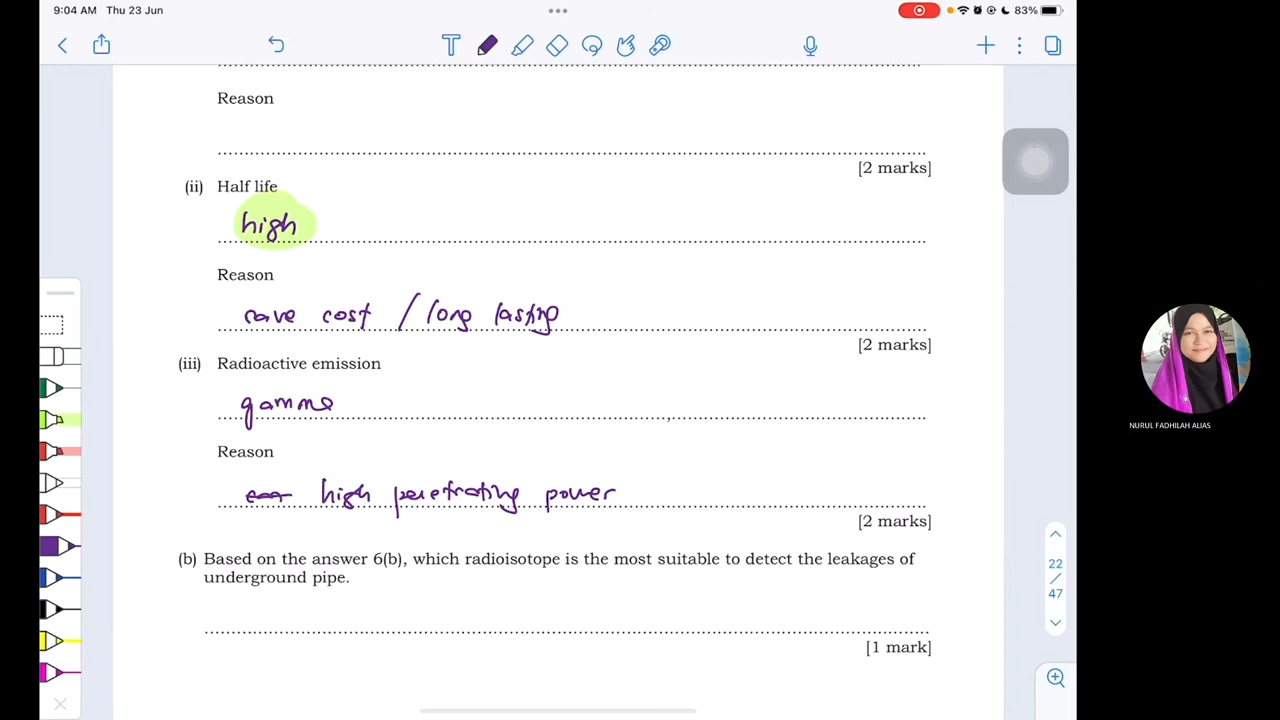 9:04 AM Thu 23 Jun
83%
Reason
[2 marks]
(ii) Half life
high
Reason
save cost / long lasting
[2 marks]
(iii) Radioactive emission
gamma
Reason
high penetrating power
[2 marks]
(b) Based on the answer 6(b), which radioisotope is the most suitable to detect the leakages of
underground pipe.
[1 mark]
22
/
47
NURUL FADHILAH ALIAS